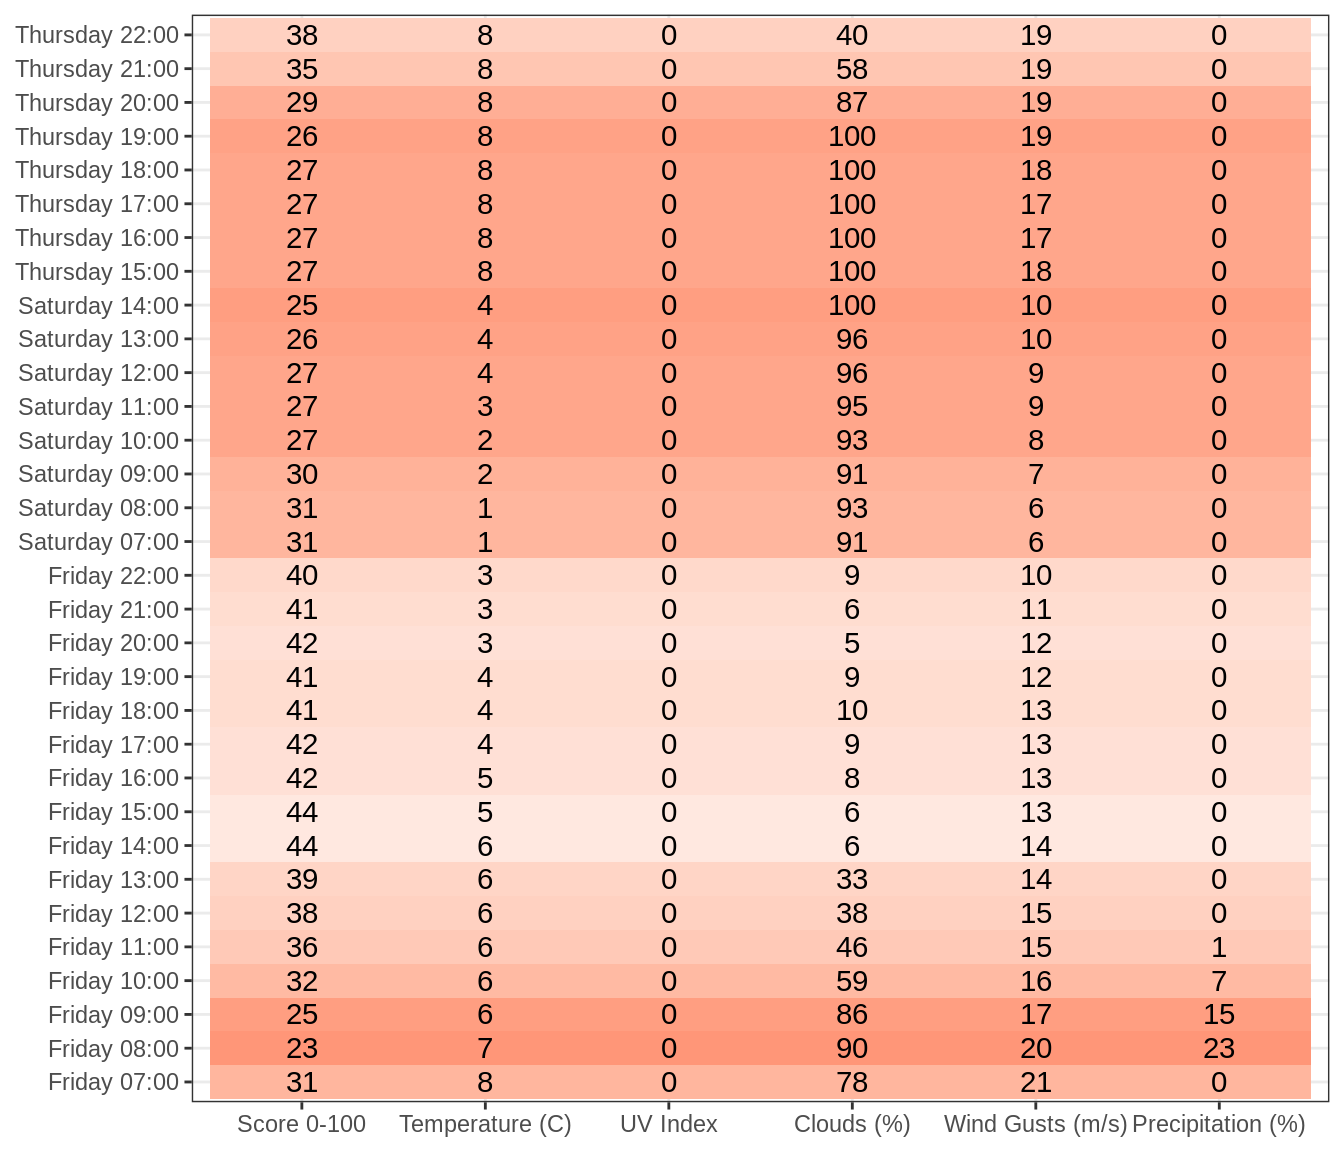 Thursday 22:00 38 8 0 40 19 0
Thursday 21:00 35 8 0 58 19 0
Thursday 20:00 29 8 0 87 19 0
Thursday 19:00 26 8 0 100 19 0
Thursday 18:00 27 8 0 100 18 0
Thursday 17:00 27 8 0 100 17 0
Thursday 16:00 27 8 0 100 17 0
Thursday 15:00 27 8 0 100 18 0
Saturday 14:00 25 4 0 100 10 0
Saturday 13:00 26 4 0 96 10 0
Saturday 12:00 27 4 0 96 9 0
Saturday 11:00 27 3 0 95 9 0
Saturday 10:00 27 2 0 93 8 0
Saturday 09:00 30 2 0 91 7 0
Saturday 08:00 31 1 0 93 6 0
Saturday 07:00 31 1 0 91 6 0
Friday 22:00 40 3 0 9 10 0
Friday 21:00 41 3 0 6 11 0
Friday 20:00 42 3 0 5 12 0
Friday 19:00 41 4 0 9 12 0
Friday 18:00 41 4 0 10 13 0
Friday 17:00 42 4 0 9 13 0
Friday 16:00 42 5 0 8 13 0
Friday 15:00 44 5 0 6 13 0
Friday 14:00 44 6 0 6 14 0
Friday 13:00 39 6 0 33 14 0
Friday 12:00 38 6 0 38 15 0
Friday 11:00 36 6 0 46 15 1
Friday 10:00 32 6 0 59 16 7
Friday 09:00 25 6 0 86 17 15
Friday 08:00 23 7 0 90 20 23
Friday 07:00 31 8 0 78 21 0
Score 0-100 Temperature (C) UV Index Clouds (%) Wind Gusts (m/s) Precipitation (%)